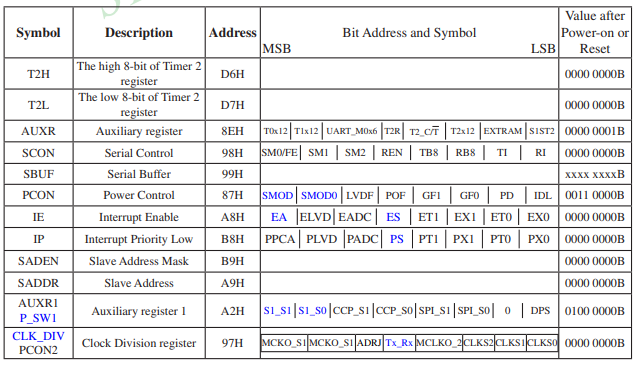 Symbol Description Address Bit Address and Symbol MSB LSB Value after Power-on or Reset
T2H The high 8-bit of Timer 2 register D6H 0000 0000B
T2L The low 8-bit of Timer 2 register D7H 0000 0000B
AUXR Auxiliary register 8EH T0x12 T1x12 UART_M0x6 T2R T2_C/T̅ T2x12 EXTRAM S1ST2 0000 0001B
SCON Serial Control 98H SM0/FE SM1 SM2 REN TB8 RB8 TI RI 0000 0000B
SBUF Serial Buffer 99H xxxx xxxxB
PCON Power Control 87H SMOD SMOD0 LVDF POF GF1 GF0 PD IDL 0011 0000B
IE Interrupt Enable A8H EA ELVD EADC ES ET1 EX1 ET0 EX0 0000 0000B
IP Interrupt Priority Low B8H PPCA PLVD PADC PS PT1 PX1 PT0 PX0 0000 0000B
SADEN Slave Address Mask B9H 0000 0000B
SADDR Slave Address A9H 0000 0000B
AUXR1 P_SW1 Auxiliary register 1 A2H S1_S1 S1_S0 CCP_S1 CCP_S0 SPI_S1 SPI_S0 0 DPS 0100 0000B
CLK_DIV PCON2 Clock Division register 97H MCKO_S1 MCKO_S1 ADRJ Tx_Rx MCLKO_2 CLKS2 CLKS1 CLKS0 0000 0000B